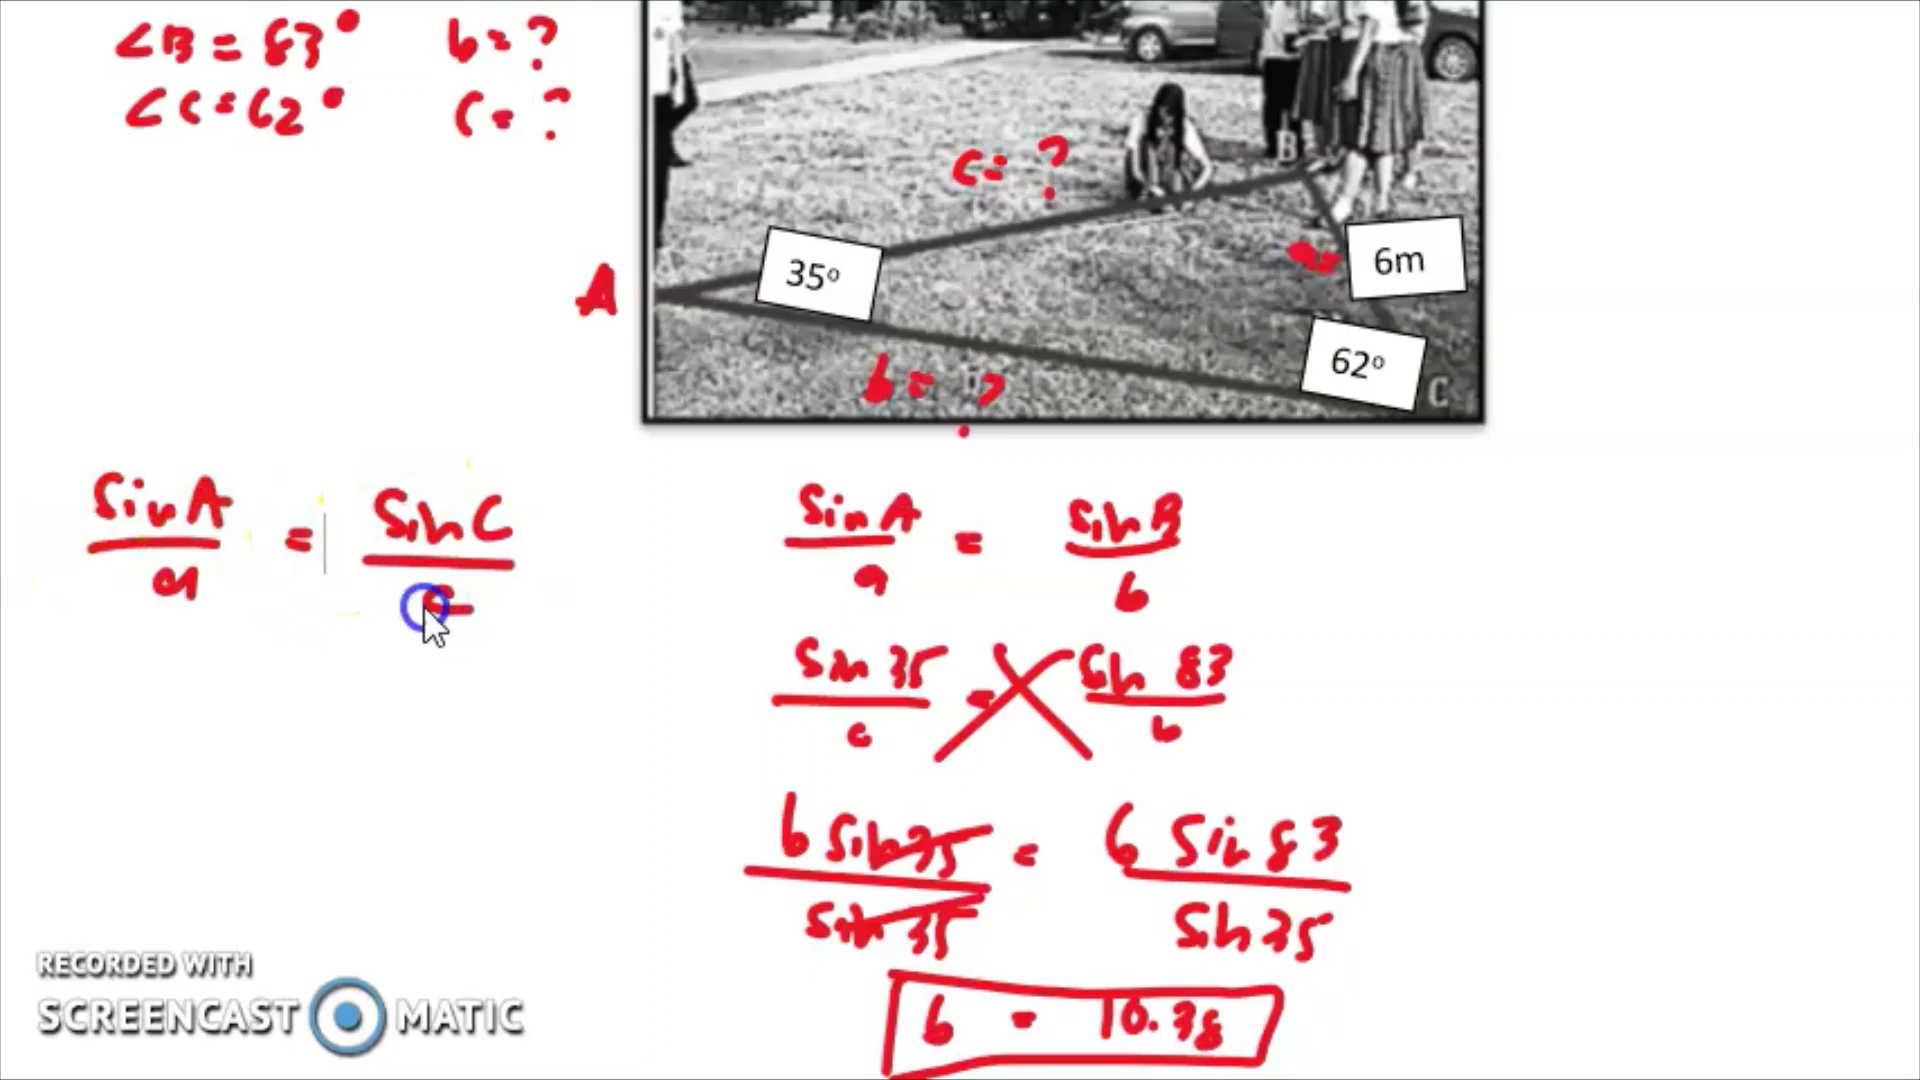 ∠B = 83° b = ?
∠C = 62° c = ?
c = ?
B
35°
a =
6m
A
62°
b = ?
C
sin A / a = sin C / c
sin A / a = sin B / b
sin 35 / 6 = sin 83 / b
b sin 35 / sin 35 = 6 sin 83 / sin 35
b = 10.38
RECORDED WITH
SCREENCAST MATIC